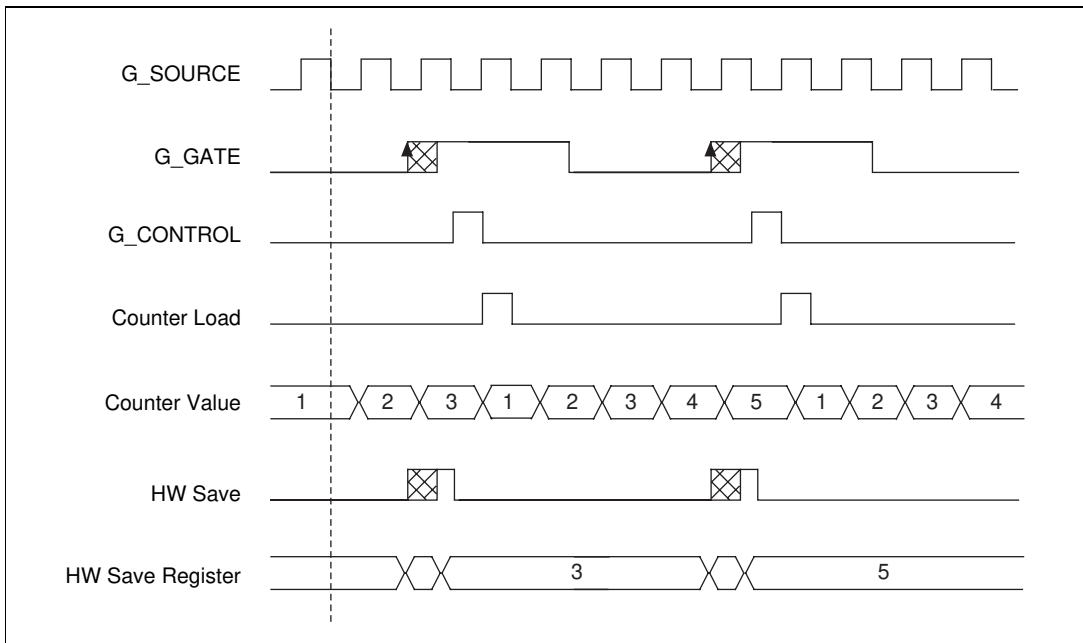 G_SOURCE
G_GATE
G_CONTROL
Counter Load
Counter Value 1 2 3 1 2 3 4 5 1 2 3 4
HW Save
HW Save Register 3 5